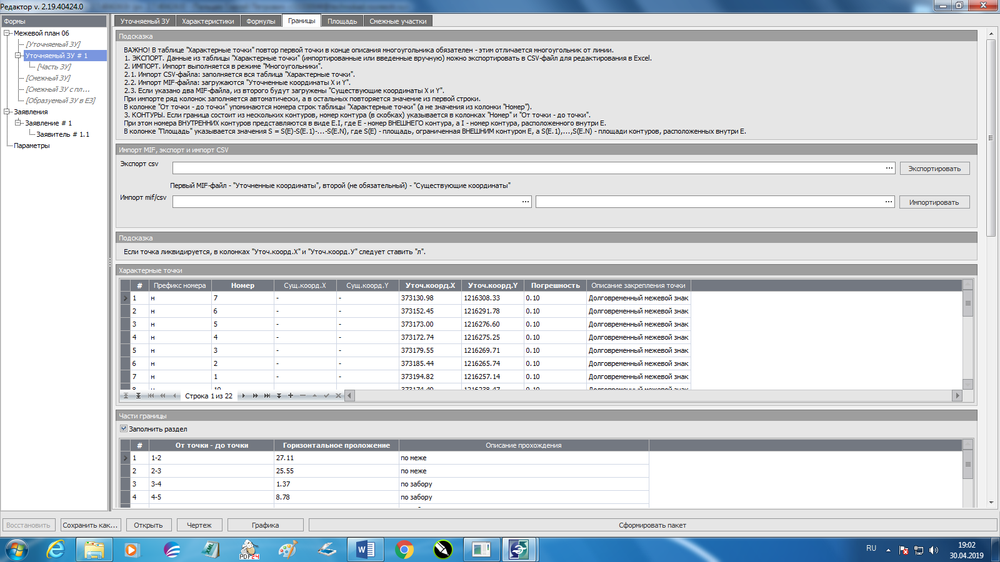 Редактор v. 2.19.40424.0
Формы
Межевой план 06
[Уточняемый ЗУ]
Уточняемый ЗУ # 1
[Часть ЗУ]
[Смежный ЗУ]
[Смежный ЗУ с пл...
[Образуемый ЗУ в ЕЗ]
Заявления
Заявление # 1
Заявитель # 1.1
Параметры
Уточняемый ЗУ Характеристики Формулы Границы Площадь Смежные участки
Подсказка
ВАЖНО! В таблице "Характерные точки" повтор первой точки в конце описания многоугольника обязателен - этим отличается многоугольник от линии.
1. ЭКСПОРТ. Данные из таблицы "Характерные точки" (импортированные или введенные вручную) можно экспортировать в CSV-файл для редактирования в Excel.
2. ИМПОРТ. Импорт выполняется в режиме "Многоугольники".
2.1. Импорт CSV-файла: заполняется вся таблица "Характерные точки".
2.2. Импорт MIF-файла: загружаются "Уточненные координаты X и Y".
2.3. Если указано два MIF-файла, из второго будут загружены "Существующие координаты X и Y".
При импорте ряд колонок заполняется автоматически, а в остальных повторяется значение из первой строки.
В колонке "От точки - до точки" упоминаются номера строк таблицы "Характерные точки" (а не значения из колонки "Номер").
3. КОНТУРЫ. Если граница состоит из нескольких контуров, номер контура (в скобках) указывается в колонках "Номер" и "От точки - до точки".
При этом номера ВНУТРЕННИХ контуров представляются в виде E.I, где E - номер ВНЕШНЕГО контура, а I - номер контура, расположенного внутри E.
В колонке "Площадь" указывается значения S = S(E)-S(E.1)-...-S(E.N), где S(E) - площадь, ограниченная ВНЕШНИМ контуром E, а S(E.1),...,S(E.N) - площади контуров, расположенных внутри E.
Импорт MIF, экспорт и импорт CSV
Экспорт csv ... Экспортировать
Первый MIF-файл - "Уточненные координаты", второй (не обязательный) - "Существующие координаты"
Импорт mif/csv ... ... Импортировать
Подсказка
Если точка ликвидируется, в колонках "Уточ.коорд.X" и "Уточ.коорд.У" следует ставить "л".
Характерные точки
# Префикс номера Номер Сущ.коорд.X Сущ.коорд.Y Уточ.коорд.X Уточ.коорд.Y Погрешность Описание закрепления точки
1 н 7 - - 373130.98 1216308.33 0.10 Долговременный межевой знак
2 н 6 - - 373152.45 1216291.78 0.10 Долговременный межевой знак
3 н 5 - - 373173.00 1216276.60 0.10 Долговременный межевой знак
4 н 4 - - 373172.74 1216275.25 0.10 Долговременный межевой знак
5 н 3 - - 373179.55 1216269.71 0.10 Долговременный межевой знак
6 н 2 - - 373185.44 1216265.74 0.10 Долговременный межевой знак
7 н 1 - - 373194.82 1216257.14 0.10 Долговременный межевой знак
Строка 1 из 22
Части границы
Заполнить раздел
# От точки - до точки Горизонтальное проложение Описание прохождения
1 1-2 27.11 по меже
2 2-3 25.55 по меже
3 3-4 1.37 по забору
4 4-5 8.78 по забору
Восстановить Сохранить как... Открыть Чертеж Графика Сформировать пакет
PDF24
RU
19:02
30.04.2019